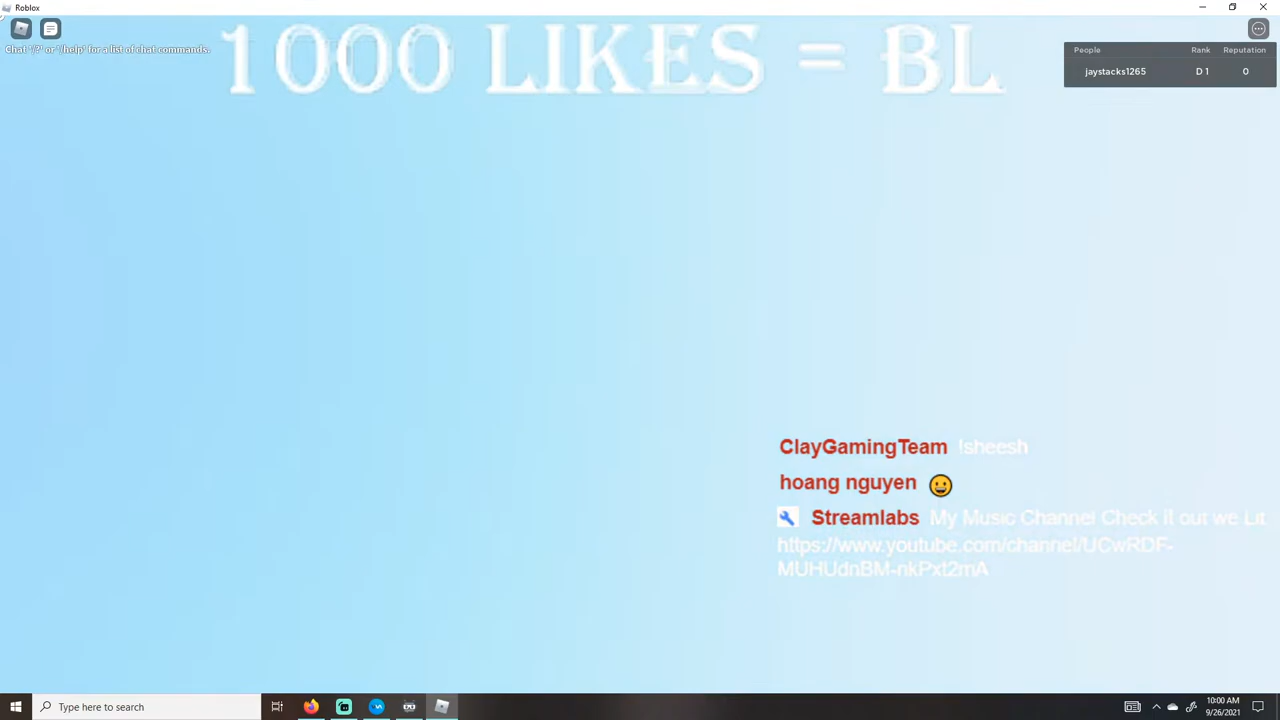 Roblox
1000 LIKES = BL
Chat '/?' or '/help' for a list of chat commands.
People Rank Reputation
jaystacks1265 D 1 0
ClayGamingTeam !sheesh
hoang nguyen 😀
Streamlabs My Music Channel Check it out we Lit
https://www.youtube.com/channel/UCwRDF-
MUHUdnBM-nkPxt2mA
Type here to search
10:00 AM
9/26/2021